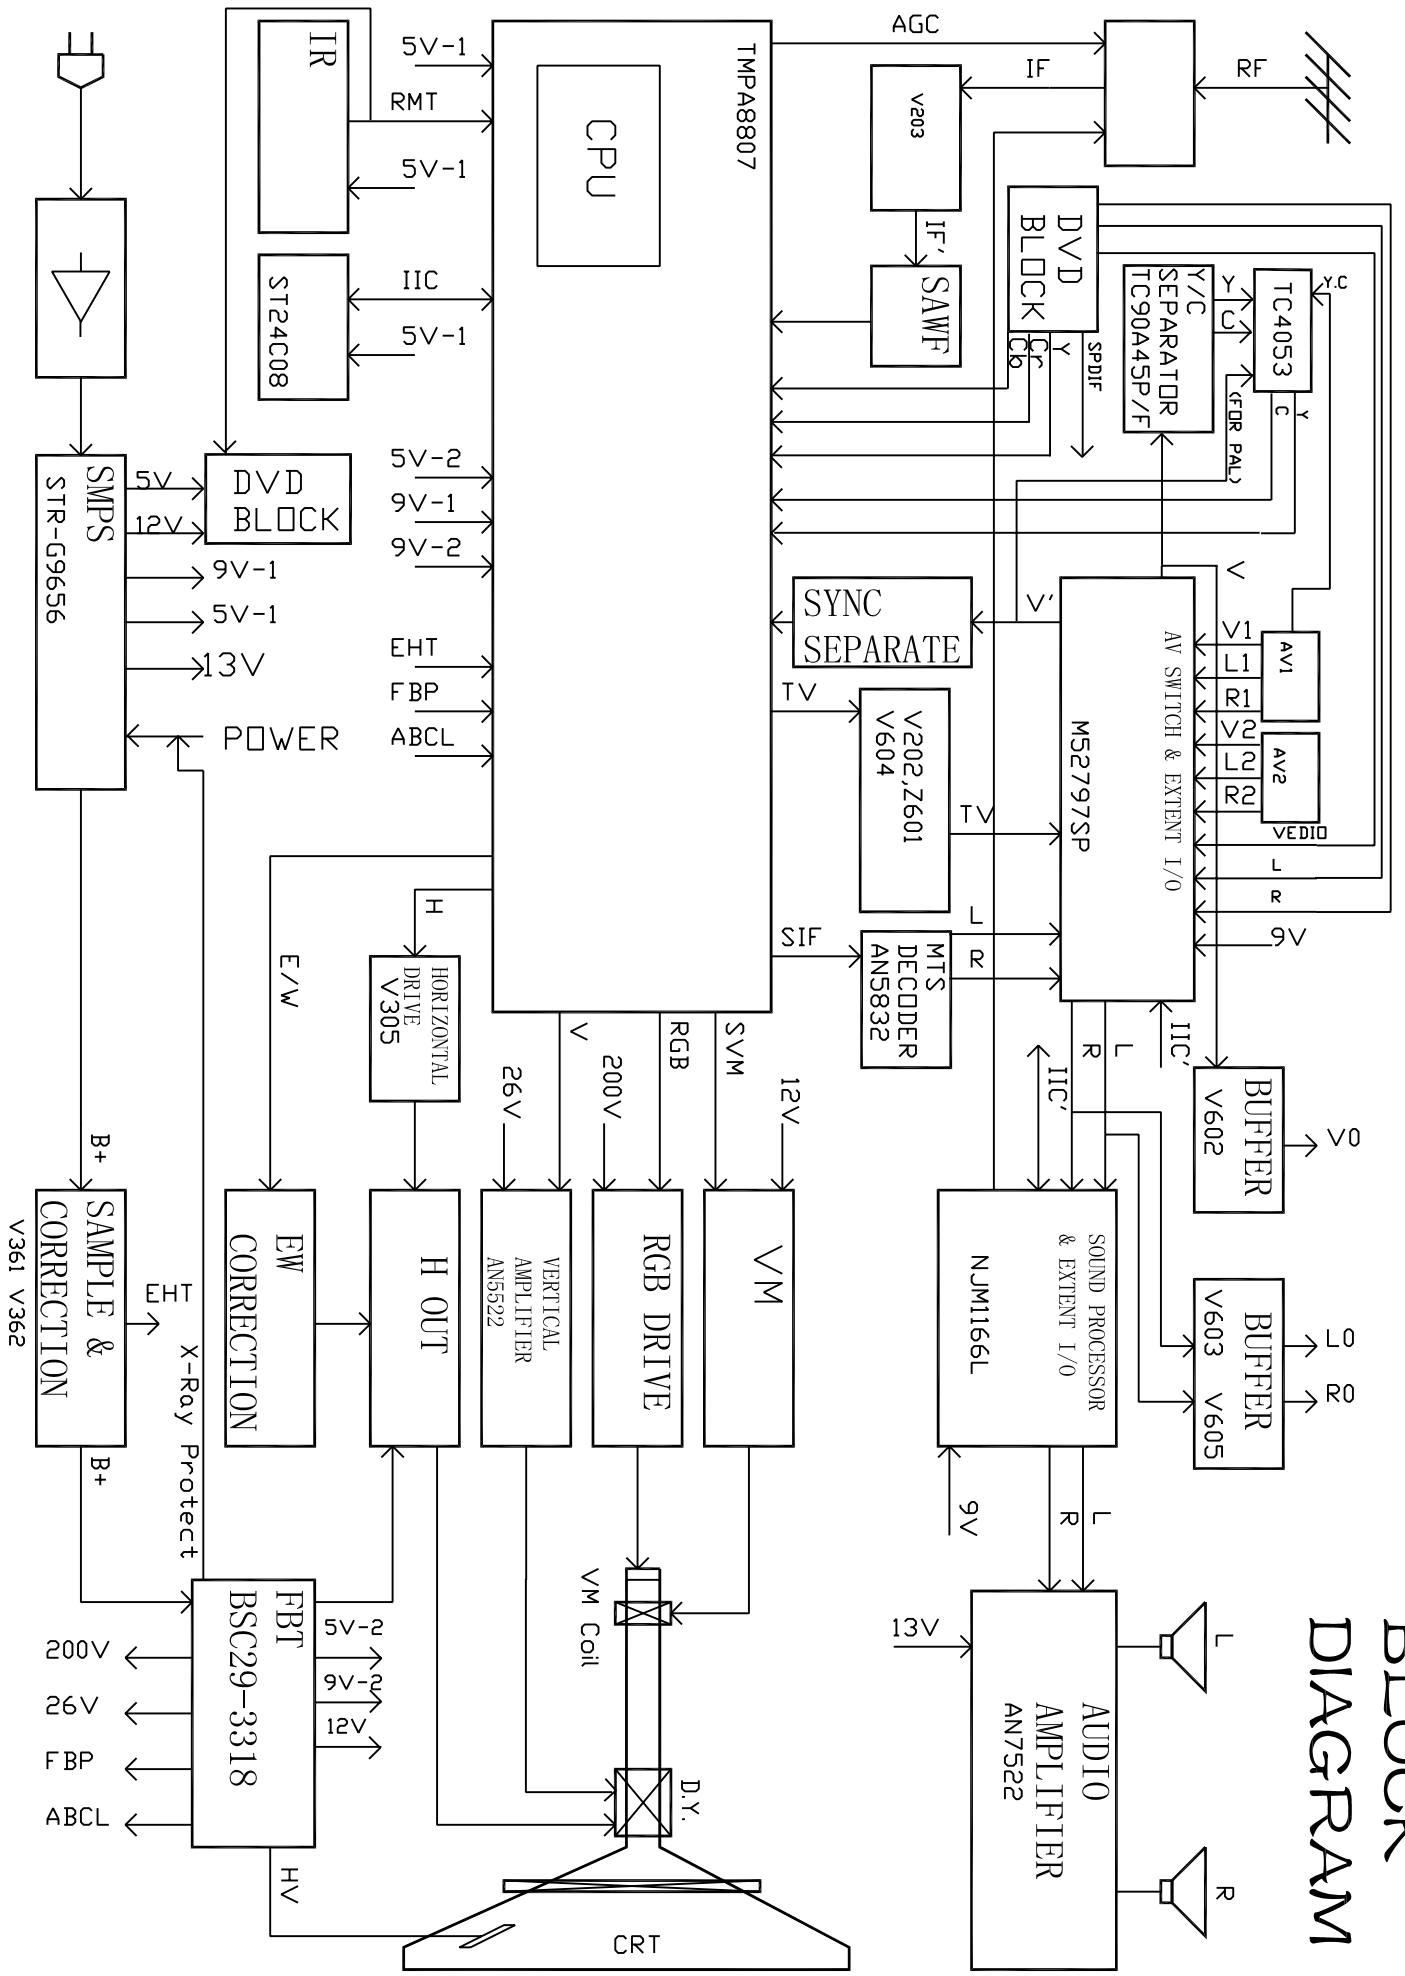 BLOCK
DIAGRAM
AGC
IF
RF
V203
IF'
SAWF
TMPA8807
CPU
IR
5V-1
RMT
5V-1
IIC
5V-1
ST24C08
DVD
BLOCK
Cb
Cr
Y
SPDIF
Y/C
SEPARATOR
TC90A45P/F
Y
C
TC4053
Y.C
(FOR PAL)
C
Y
SMPS
STR-G9656
5V
12V
DVD
BLOCK
9V-1
5V-1
13V
POWER
5V-2
9V-1
9V-2
EHT
FBP
ABCL
SYNC
SEPARATE
V'
V
AV SWITCH & EXTENT I/O
M52797SP
V1
L1
R1
AV1
V2
L2
R2
AV2
VEDIO
L
R
9V
TV
V202,Z601
V604
TV
SIF
MTS
DECODER
AN5832
L
R
E/W
H
HORIZONTAL
DRIVE
V305
V
RGB
SVM
26V
200V
12V
IIC'
R
L
IIC'
BUFFER
V602
VO
B+
SAMPLE &
CORRECTION
V361 V362
EHT
X-Ray Protect
EW
CORRECTION
H OUT
VERTICAL
AMPLIFIER
AN5522
RGB DRIVE
VM
SOUND PROCESSOR
& EXTENT I/O
NJM1166L
BUFFER
V603 V605
LO
RO
B+
9V
R
L
FBT
BSC29-3318
5V-2
9V-2
12V
200V
26V
FBP
ABCL
HV
VM Coil
D.Y.
CRT
13V
AUDIO
AMPLIFIER
AN7522
L
R